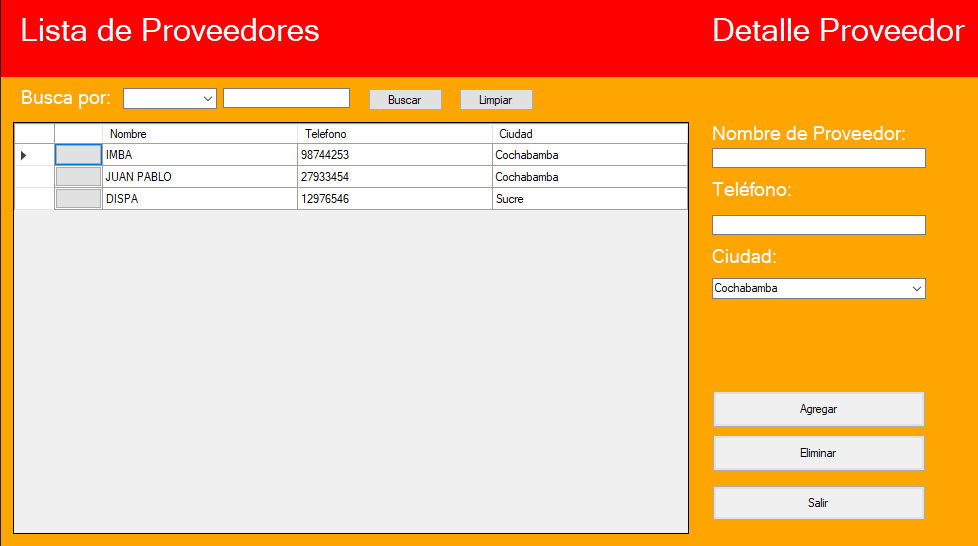 Lista de Proveedores
Detalle Proveedor
Busca por:
Buscar
Limpiar
Nombre Telefono Ciudad
IMBA 98744253 Cochabamba
JUAN PABLO 27933454 Cochabamba
DISPA 12976546 Sucre
Nombre de Proveedor:
Teléfono:
Ciudad:
Cochabamba
Agregar
Eliminar
Salir